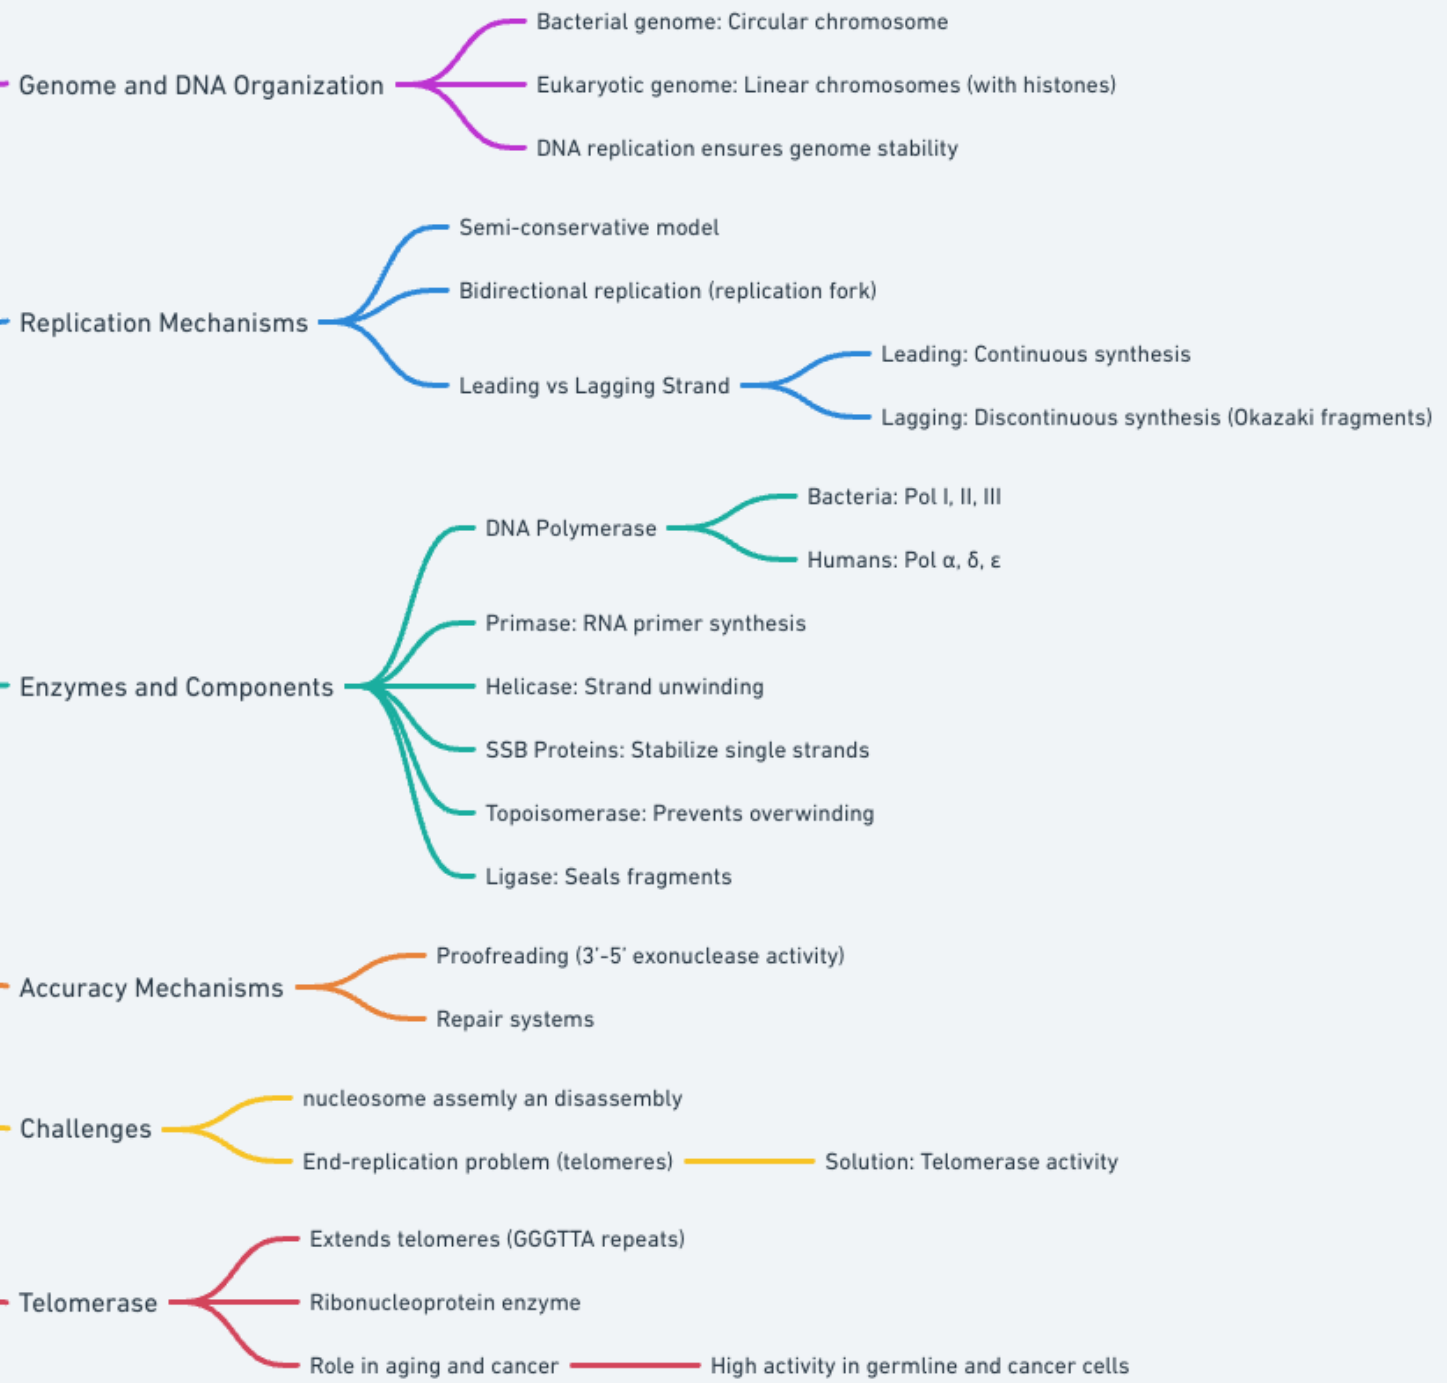 Genome and DNA Organization
Bacterial genome: Circular chromosome
Eukaryotic genome: Linear chromosomes (with histones)
DNA replication ensures genome stability
Replication Mechanisms
Semi-conservative model
Bidirectional replication (replication fork)
Leading vs Lagging Strand
Leading: Continuous synthesis
Lagging: Discontinuous synthesis (Okazaki fragments)
Enzymes and Components
DNA Polymerase
Bacteria: Pol I, II, III
Humans: Pol α, δ, ε
Primase: RNA primer synthesis
Helicase: Strand unwinding
SSB Proteins: Stabilize single strands
Topoisomerase: Prevents overwinding
Ligase: Seals fragments
Accuracy Mechanisms
Proofreading (3'-5' exonuclease activity)
Repair systems
Challenges
nucleosome assemly an disassembly
End-replication problem (telomeres)
Solution: Telomerase activity
Telomerase
Extends telomeres (GGGTTA repeats)
Ribonucleoprotein enzyme
Role in aging and cancer
High activity in germline and cancer cells